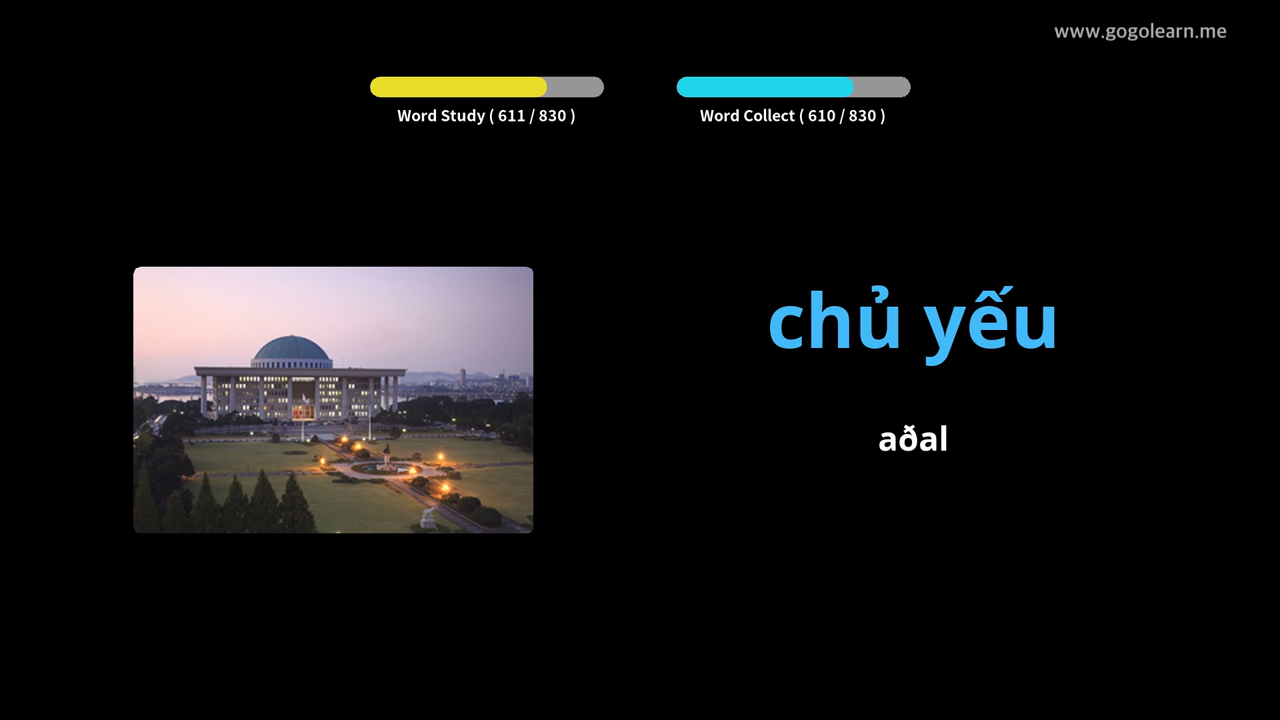 www.gogolearn.me
Word Study ( 611 / 830 )
Word Collect ( 610 / 830 )
chủ yếu
aðal